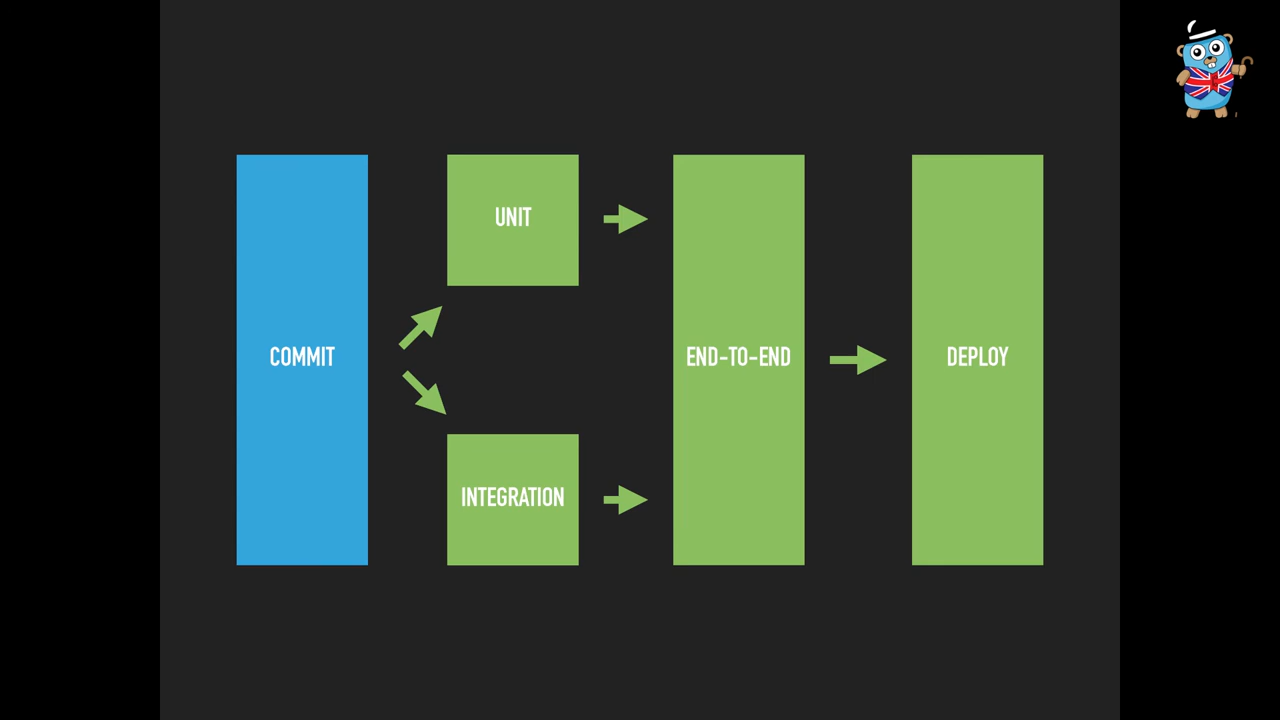 COMMIT
UNIT
INTEGRATION
END-TO-END
DEPLOY